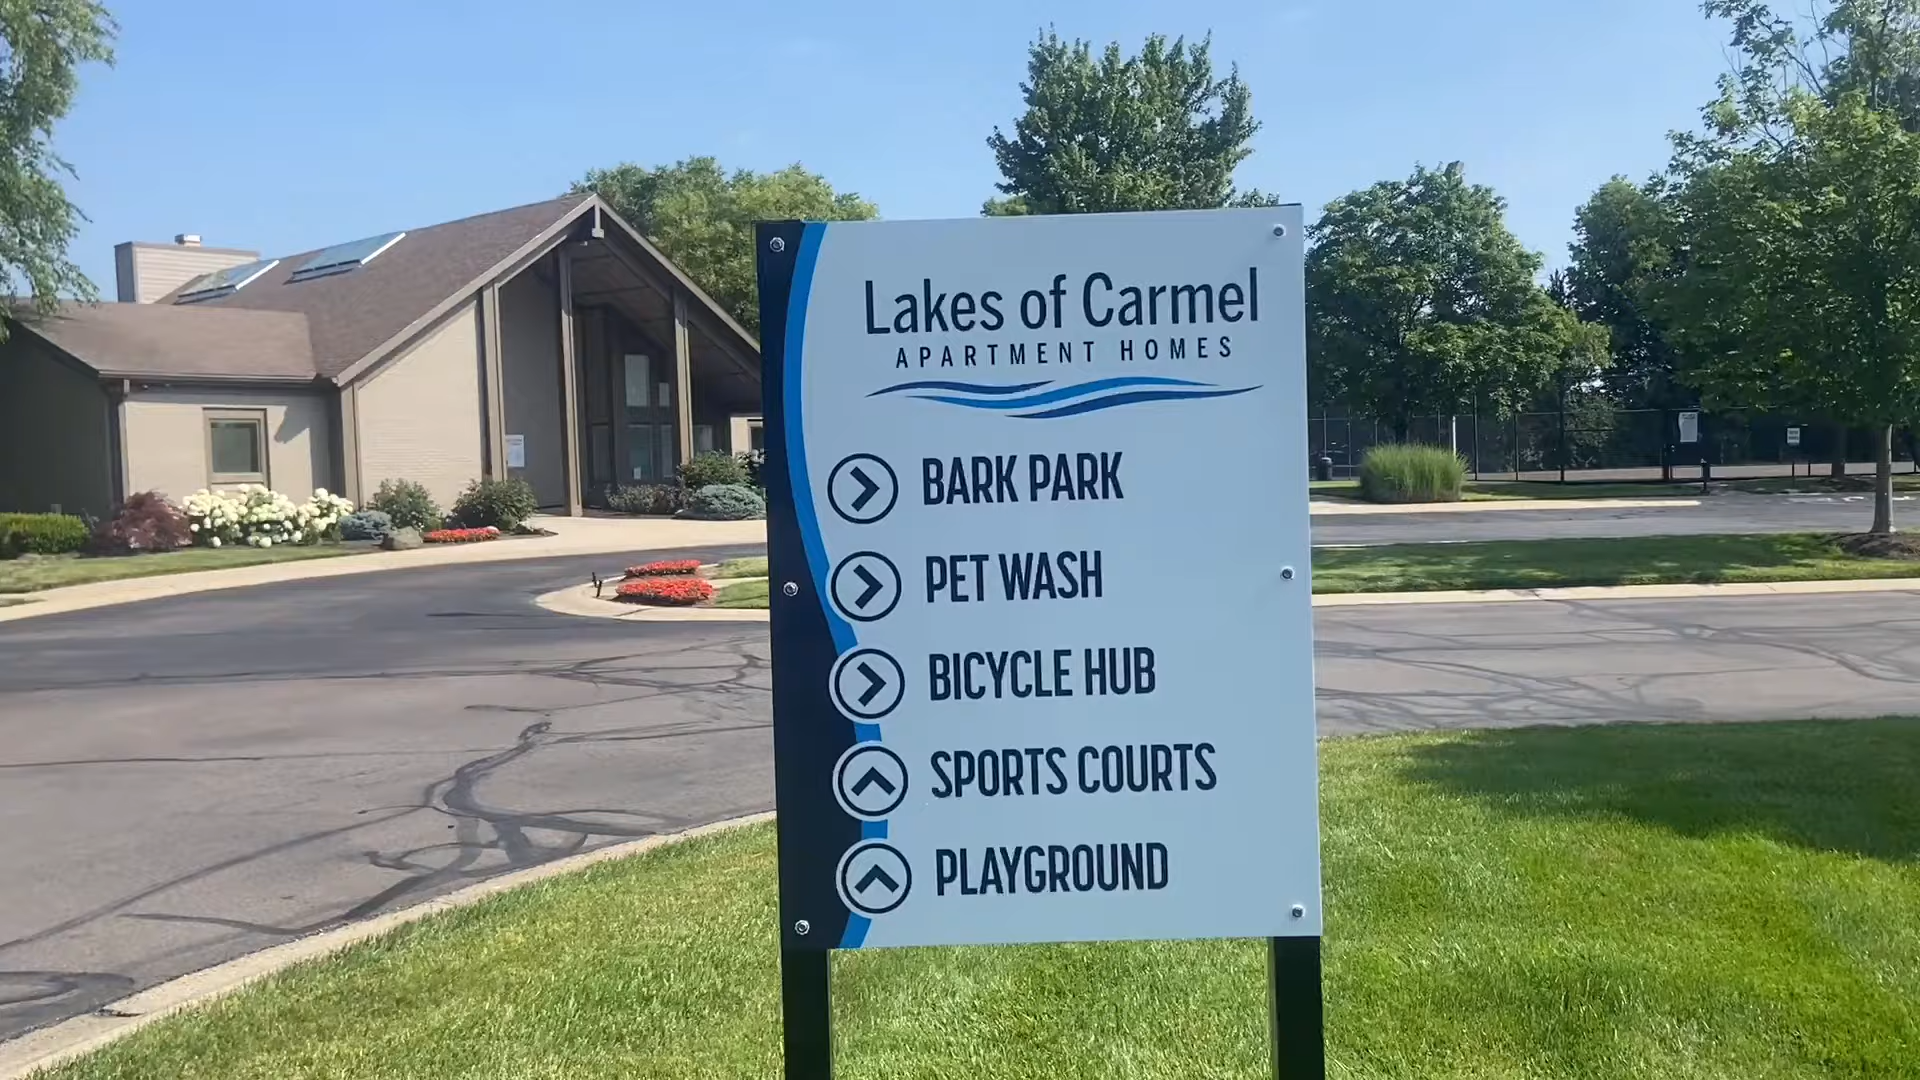 Lakes of Carmel
APARTMENT HOMES
BARK PARK
PET WASH
BICYCLE HUB
SPORTS COURTS
PLAYGROUND